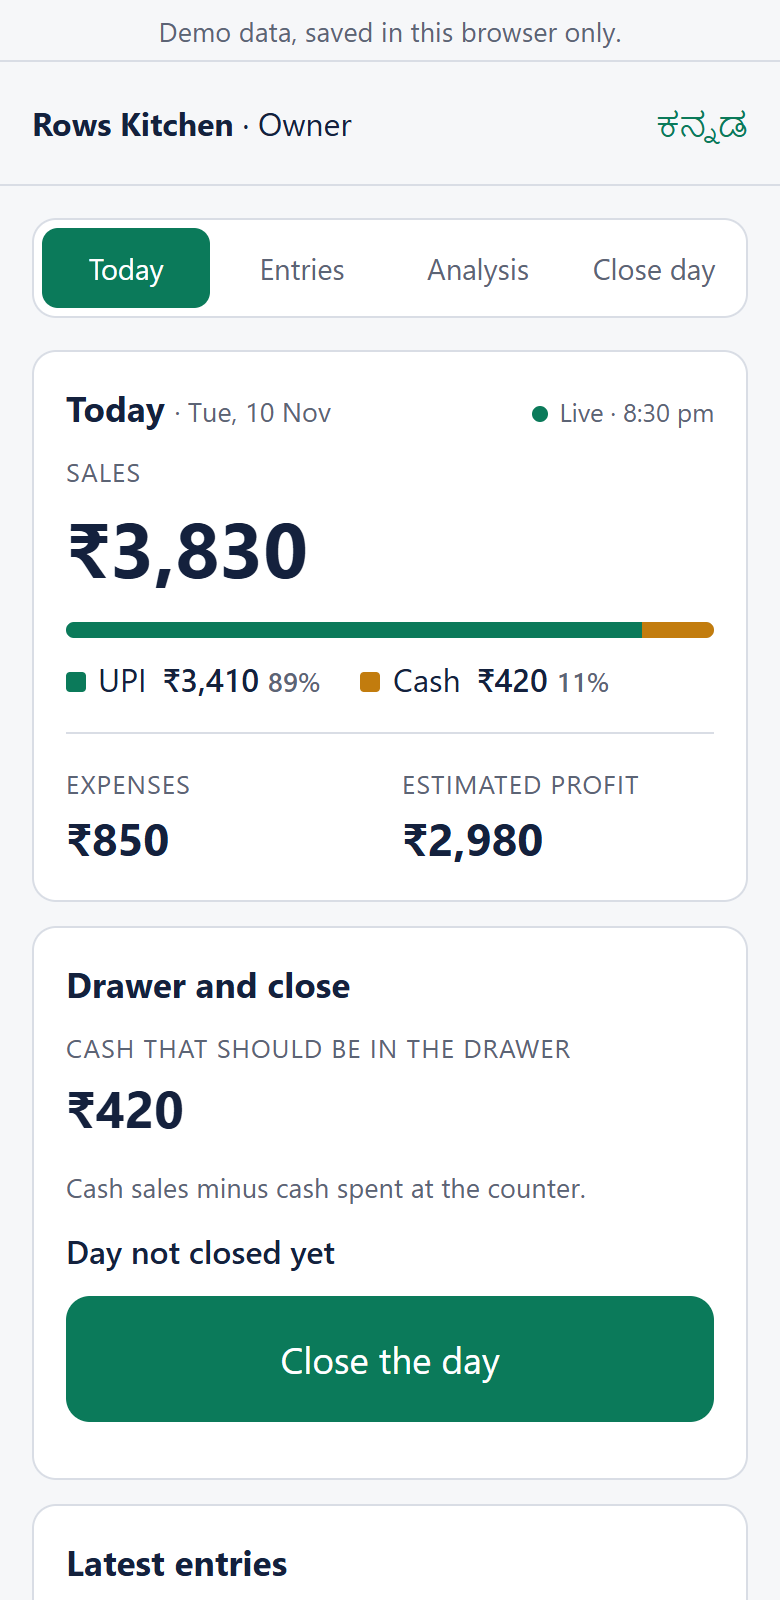 Demo data, saved in this browser only.
Rows Kitchen · Owner
ಕನ್ನಡ
Today Entries Analysis Close day
Today · Tue, 10 Nov
Live · 8:30 pm
SALES
₹3,830
UPI ₹3,410 89% Cash ₹420 11%
EXPENSES ESTIMATED PROFIT
₹850 ₹2,980
Drawer and close
CASH THAT SHOULD BE IN THE DRAWER
₹420
Cash sales minus cash spent at the counter.
Day not closed yet
Close the day
Latest entries